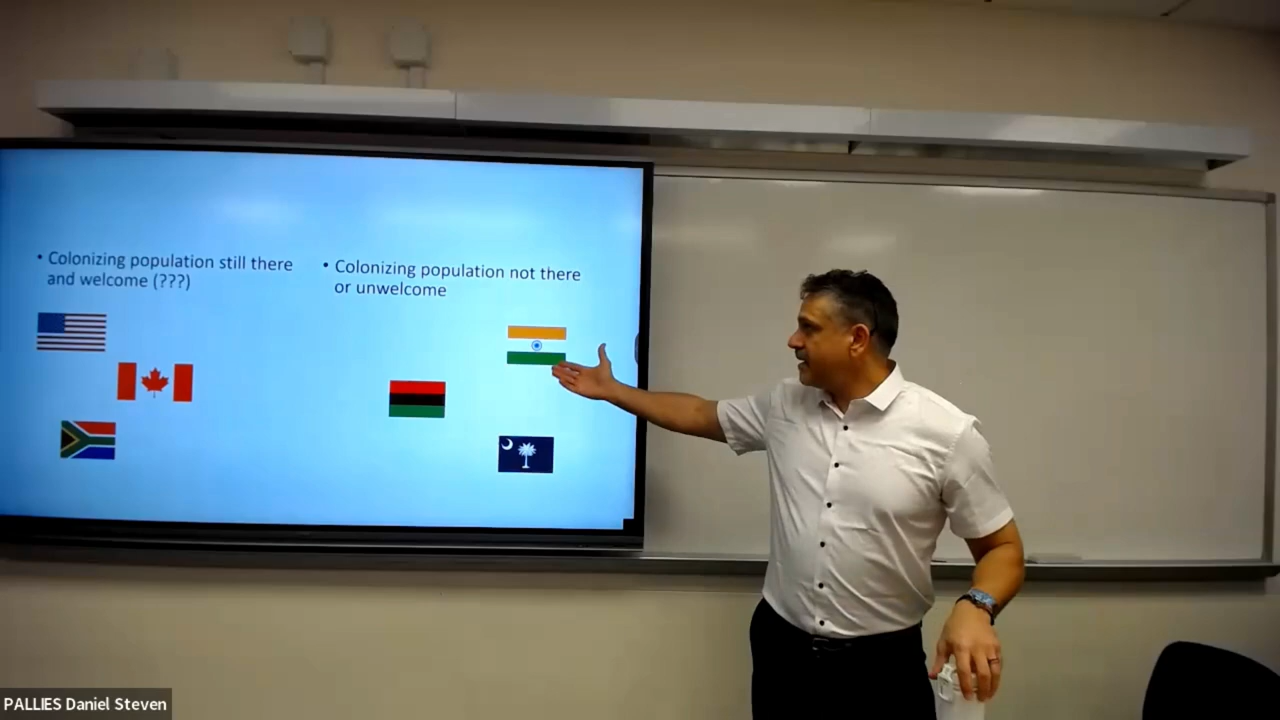 • Colonizing population still there
and welcome (???)
• Colonizing population not there
or unwelcome
PALLIES Daniel Steven